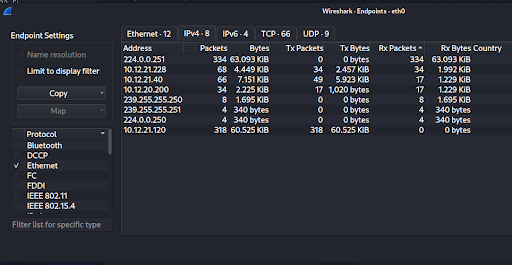 Wireshark · Endpoints · eth0
Endpoint Settings
Name resolution
Limit to display filter
Copy
Map
Protocol
Bluetooth
DCCP
Ethernet
FC
FDDI
IEEE 802.11
IEEE 802.15.4
Filter list for specific type
Ethernet · 12 IPv4 · 8 IPv6 · 4 TCP · 66 UDP · 9
Address Packets Bytes Tx Packets Tx Bytes Rx Packets Rx Bytes Country
224.0.0.251 334 63.093 KiB 0 0 bytes 334 63.093 KiB
10.12.21.228 68 4.449 KiB 34 2.457 KiB 34 1.992 KiB
10.12.21.40 66 7.151 KiB 49 5.923 KiB 17 1.229 KiB
10.12.20.200 34 2.225 KiB 17 1,020 bytes 17 1.229 KiB
239.255.255.250 8 1.695 KiB 0 0 bytes 8 1.695 KiB
239.255.255.251 4 340 bytes 0 0 bytes 4 340 bytes
224.0.0.250 4 340 bytes 0 0 bytes 4 340 bytes
10.12.21.120 318 60.525 KiB 318 60.525 KiB 0 0 bytes